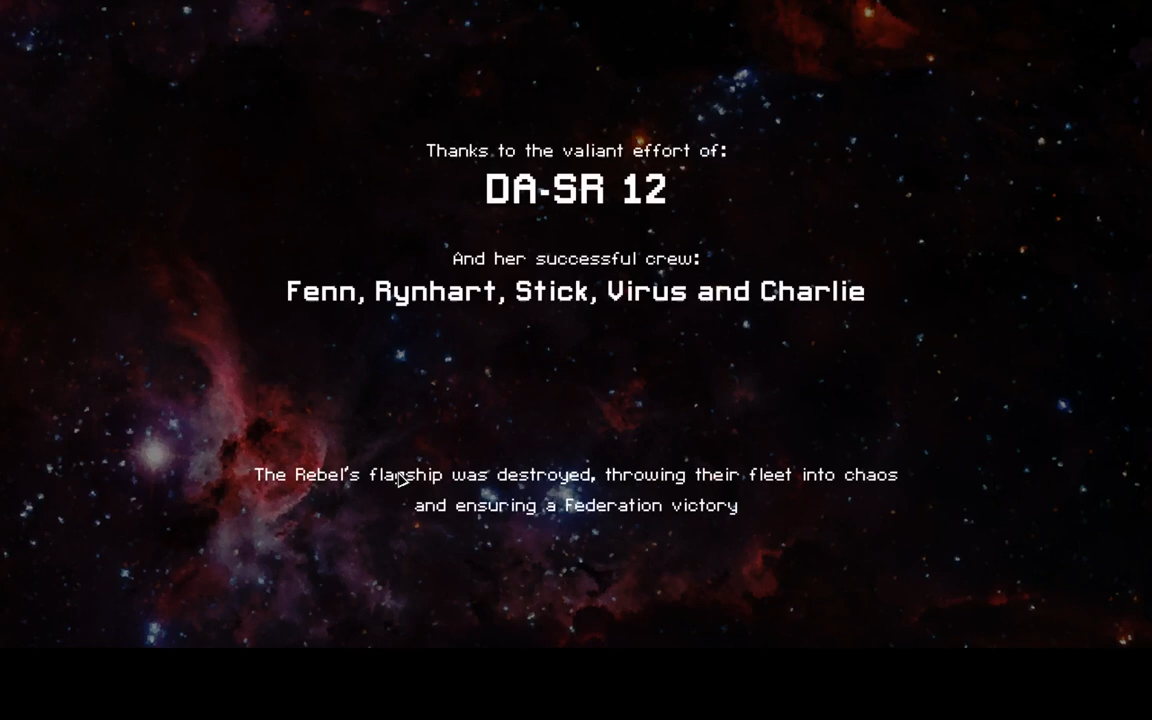 Thanks to the valiant effort of:
DA-SR 12
And her successful crew:
Fenn, Rynhart, Stick, Virus and Charlie
The Rebel's flagship was destroyed, throwing their fleet into chaos
and ensuring a Federation victory